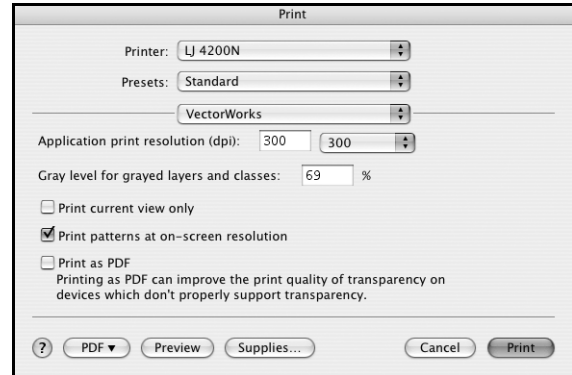 Print
Printer: LJ 4200N
Presets: Standard
VectorWorks
Application print resolution (dpi): 300 300
Gray level for grayed layers and classes: 69 %
Print current view only
Print patterns at on-screen resolution
Print as PDF
Printing as PDF can improve the print quality of transparency on
devices which don't properly support transparency.
? PDF▼ Preview Supplies... Cancel Print